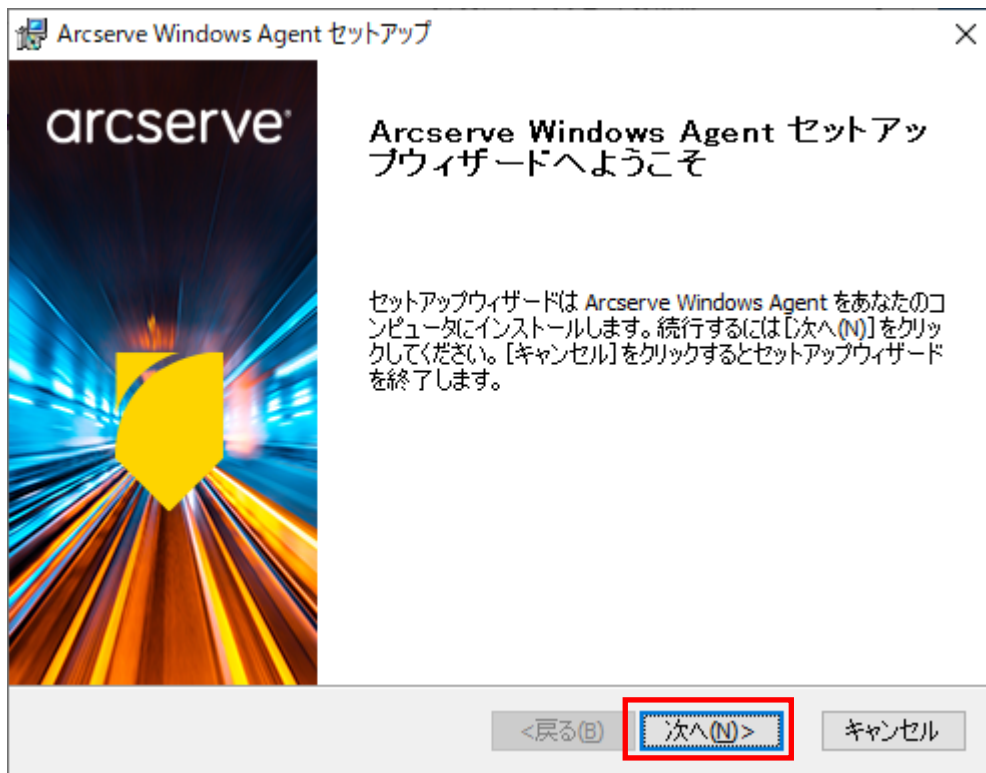 Arcserve Windows Agent セットアップ
arcserve®
Arcserve Windows Agent セットアッ
プウィザードへようこそ
セットアップウィザードは Arcserve Windows Agent をあなたのコ
ンピュータにインストールします。続行するには[次へ(N)]をクリッ
クしてください。[キャンセル]をクリックするとセットアップウィザード
を終了します。
<戻る(B)
次へ(N)>
キャンセル